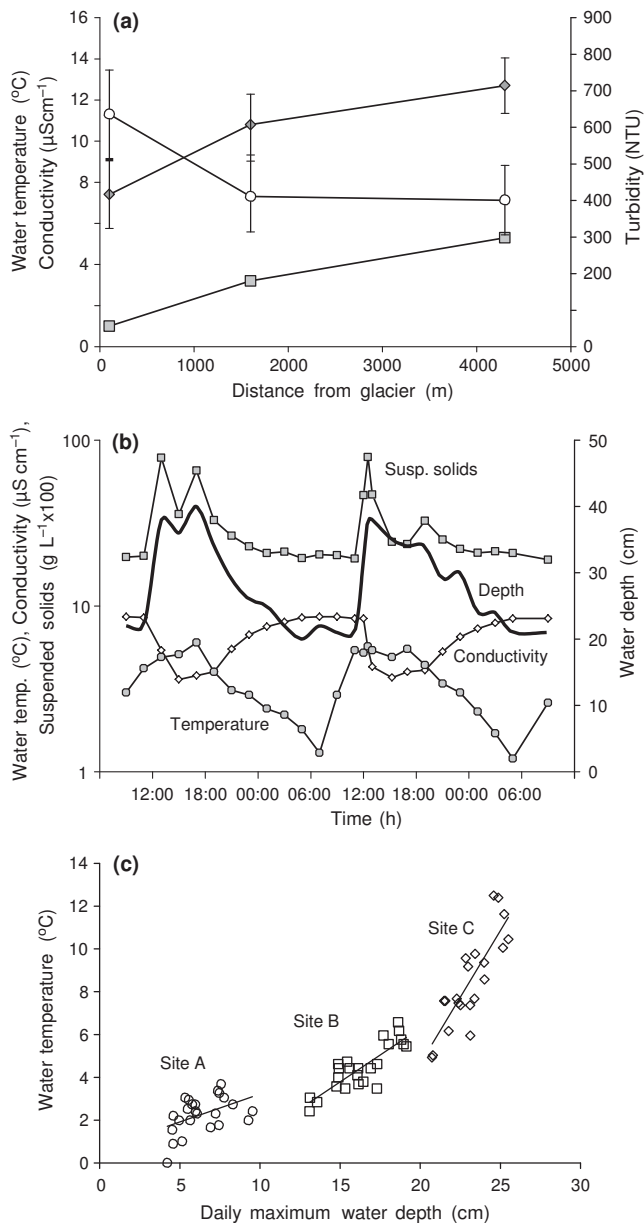 (a)
16
14
12
10
8
6
4
2
0
Water temperature (ºC)
Conductivity (µScm⁻¹)
900
800
700
600
500
400
300
200
100
0
Turbidity (NTU)
0 1000 2000 3000 4000 5000
Distance from glacier (m)
(b)
100
10
1
Water temp. (ºC), Conductivity (µS cm⁻¹),
Suspended solids (g L⁻¹x100)
Susp. solids
Depth
Conductivity
Temperature
50
40
30
20
10
0
Water depth (cm)
12:00 18:00 00:00 06:00 12:00 18:00 00:00 06:00
Time (h)
(c)
14
12
10
8
6
4
2
0
Water temperature (ºC)
Site C
Site B
Site A
0 5 10 15 20 25 30
Daily maximum water depth (cm)